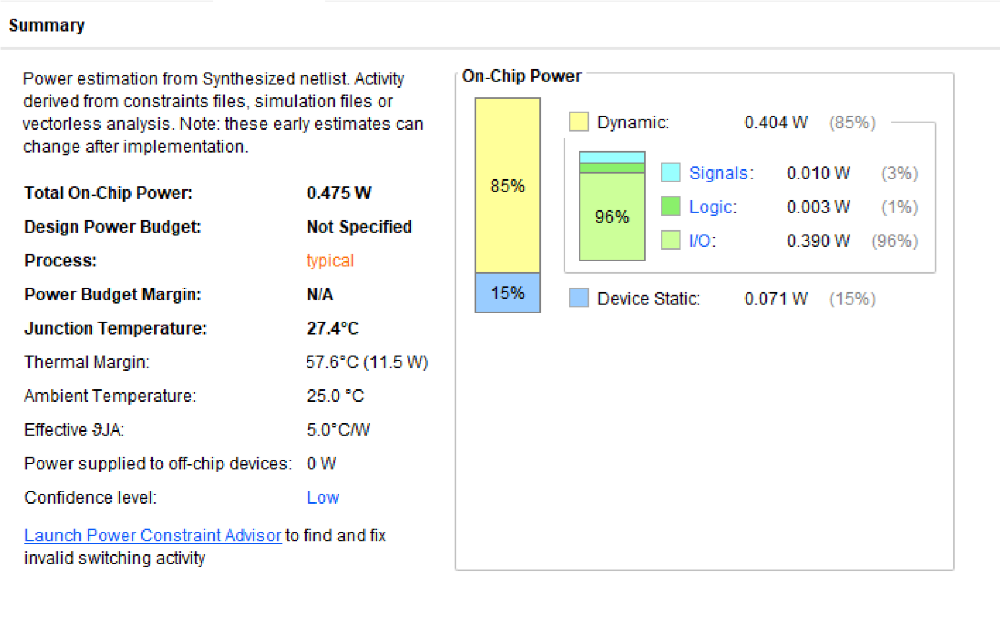 Summary
Power estimation from Synthesized netlist. Activity
derived from constraints files, simulation files or
vectorless analysis. Note: these early estimates can
change after implementation.
Total On-Chip Power: 0.475 W
Design Power Budget: Not Specified
Process: typical
Power Budget Margin: N/A
Junction Temperature: 27.4°C
Thermal Margin: 57.6°C (11.5 W)
Ambient Temperature: 25.0 °C
Effective ϑJA: 5.0°C/W
Power supplied to off-chip devices: 0 W
Confidence level: Low
Launch Power Constraint Advisor to find and fix
invalid switching activity
On-Chip Power
85%
15%
Dynamic: 0.404 W (85%)
96%
Signals: 0.010 W (3%)
Logic: 0.003 W (1%)
I/O: 0.390 W (96%)
Device Static: 0.071 W (15%)